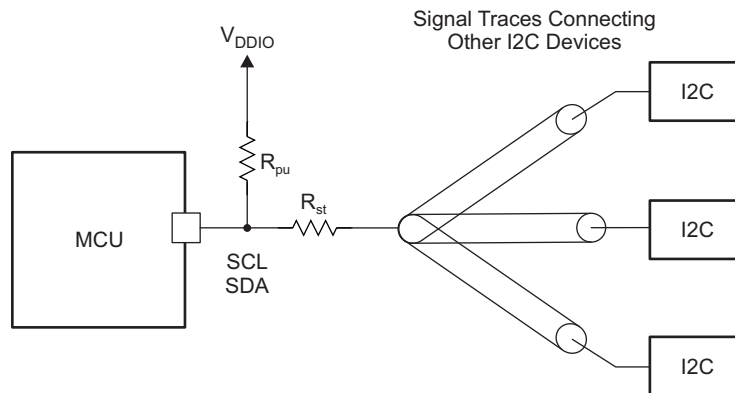 Signal Traces Connecting
Other I2C Devices
VDDIO
I2C
Rpu
Rst
MCU
I2C
SCL
SDA
I2C